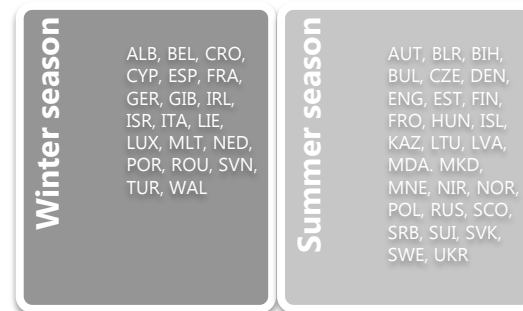 Winter season
ALB, BEL, CRO,
CYP, ESP, FRA,
GER, GIB, IRL,
ISR, ITA, LIE,
LUX, MLT, NED,
POR, ROU, SVN,
TUR, WAL
Summer season
AUT, BLR, BIH,
BUL, CZE, DEN,
ENG, EST, FIN,
FRO, HUN, ISL,
KAZ, LTU, LVA,
MDA. MKD,
MNE, NIR, NOR,
POL, RUS, SCO,
SRB, SUI, SVK,
SWE, UKR